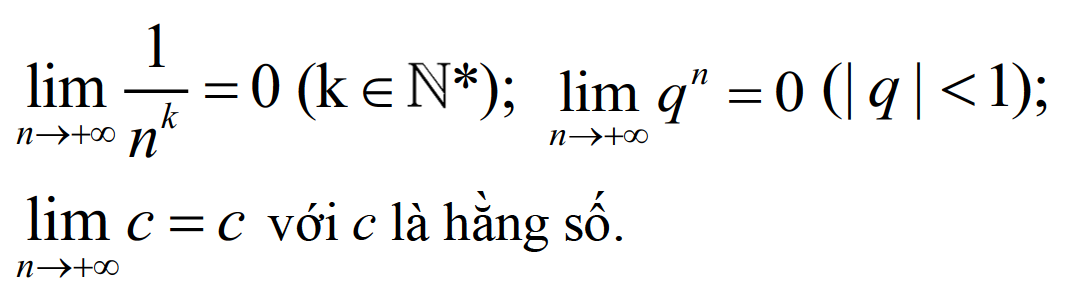 lim_{n→+∞} 1/n^k = 0 (k ∈ ℕ*); lim_{n→+∞} q^n = 0 (| q | < 1);
lim_{n→+∞} c = c với c là hằng số.